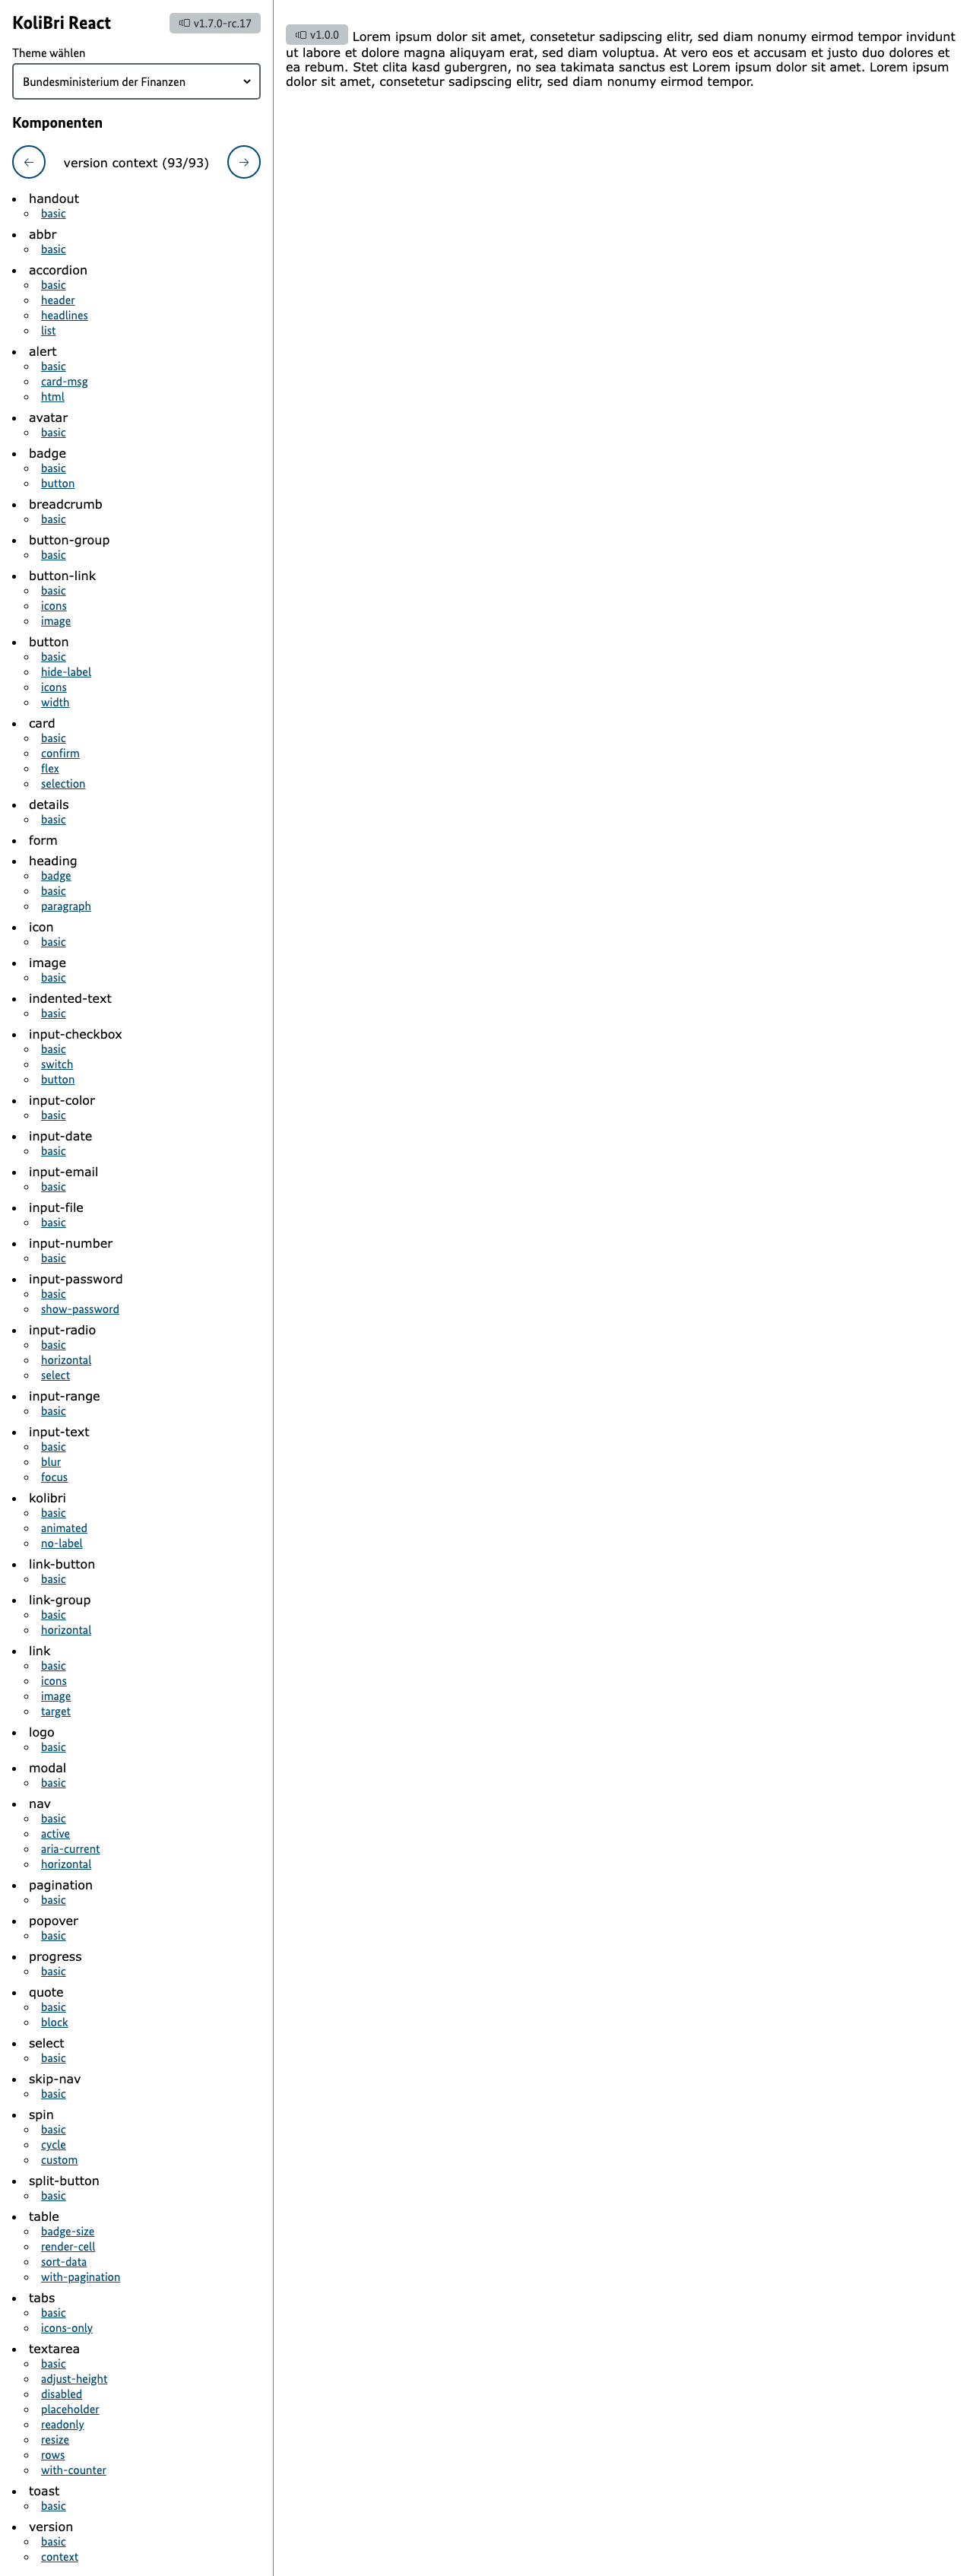 KoliBri React
v1.7.0-rc.17
Theme wählen
Bundesministerium der Finanzen
Komponenten
version context (93/93)
handout
basic
abbr
basic
accordion
basic
header
headlines
list
alert
basic
card-msg
html
avatar
basic
badge
basic
button
breadcrumb
basic
button-group
basic
button-link
basic
icons
image
button
basic
hide-label
icons
width
card
basic
confirm
flex
selection
details
basic
form
heading
badge
basic
paragraph
icon
basic
image
basic
indented-text
basic
input-checkbox
basic
switch
button
input-color
basic
input-date
basic
input-email
basic
input-file
basic
input-number
basic
input-password
basic
show-password
input-radio
basic
horizontal
select
input-range
basic
input-text
basic
blur
focus
kolibri
basic
animated
no-label
link-button
basic
link-group
basic
horizontal
link
basic
icons
image
target
logo
basic
modal
basic
nav
basic
active
aria-current
horizontal
pagination
basic
popover
basic
progress
basic
quote
basic
block
select
basic
skip-nav
basic
spin
basic
cycle
custom
split-button
basic
table
badge-size
render-cell
sort-data
with-pagination
tabs
basic
icons-only
textarea
basic
adjust-height
disabled
placeholder
readonly
resize
rows
with-counter
toast
basic
version
basic
context
v1.0.0 Lorem ipsum dolor sit amet, consetetur sadipscing elitr, sed diam nonumy eirmod tempor invidunt
ut labore et dolore magna aliquyam erat, sed diam voluptua. At vero eos et accusam et justo duo dolores et
ea rebum. Stet clita kasd gubergren, no sea takimata sanctus est Lorem ipsum dolor sit amet. Lorem ipsum
dolor sit amet, consetetur sadipscing elitr, sed diam nonumy eirmod tempor.